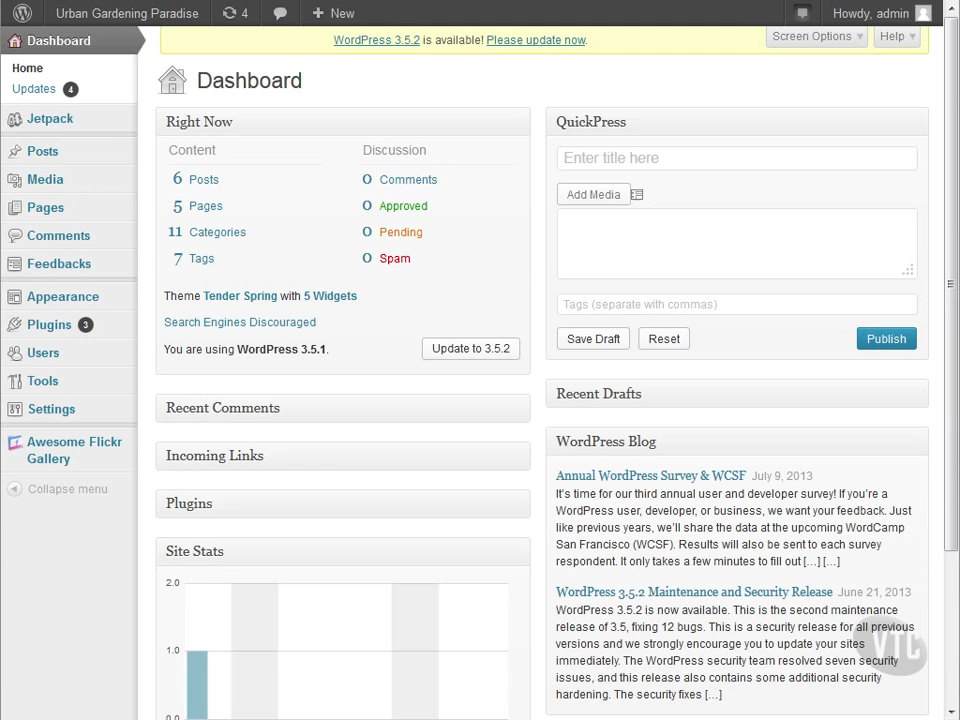 Urban Gardening Paradise 4 New Howdy, admin
WordPress 3.5.2 is available! Please update now.
Screen Options Help
Dashboard
Home
Updates 4
Jetpack
Posts
Media
Pages
Comments
Feedbacks
Appearance
Plugins 3
Users
Tools
Settings
Awesome Flickr
Gallery
Collapse menu
Dashboard
Right Now
Content Discussion
6 Posts 0 Comments
5 Pages 0 Approved
11 Categories 0 Pending
7 Tags 0 Spam
Theme Tender Spring with 5 Widgets
Search Engines Discouraged
You are using WordPress 3.5.1. Update to 3.5.2
Recent Comments
Incoming Links
Plugins
Site Stats
2.0
1.0
0.0
QuickPress
Enter title here
Add Media
Tags (separate with commas)
Save Draft Reset Publish
Recent Drafts
WordPress Blog
Annual WordPress Survey & WCSF July 9, 2013
It's time for our third annual user and developer survey! If you're a
WordPress user, developer, or business, we want your feedback. Just
like previous years, we'll share the data at the upcoming WordCamp
San Francisco (WCSF). Results will also be sent to each survey
respondent. It only takes a few minutes to fill out [...] [...]
WordPress 3.5.2 Maintenance and Security Release June 21, 2013
WordPress 3.5.2 is now available. This is the second maintenance
release of 3.5, fixing 12 bugs. This is a security release for all previous
versions and we strongly encourage you to update your sites
immediately. The WordPress security team resolved seven security
issues, and this release also contains some additional security
hardening. The security fixes [...]
VTC